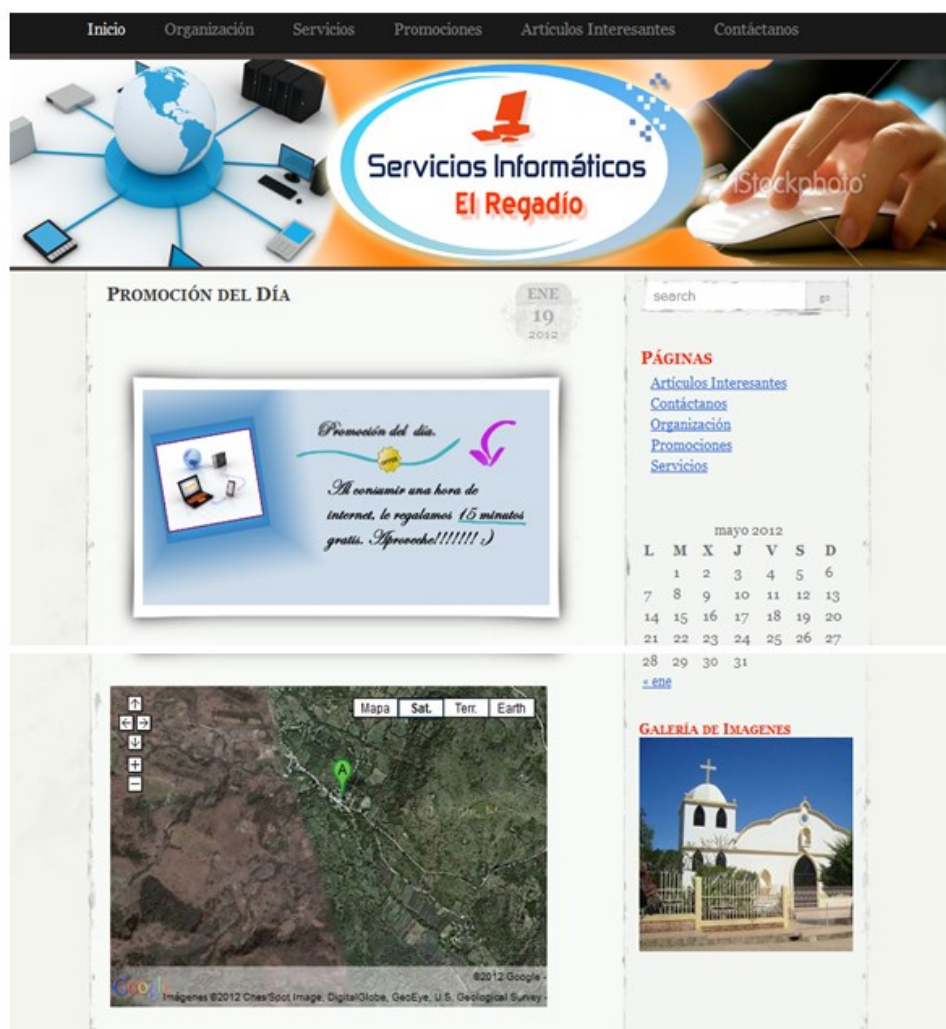 Inicio Organización Servicios Promociones Artículos Interesantes Contáctanos
Servicios Informáticos
El Regadío
iStockphoto
PROMOCIÓN DEL DÍA
ENE
19
2012
Promoción del día.
Al consumir una hora de
internet, le regalamos 15 minutos
gratis. Aproveche!!!!!!! :)
search go
PÁGINAS
Artículos Interesantes
Contáctanos
Organización
Promociones
Servicios
mayo 2012
L M X J V S D
1 2 3 4 5 6
7 8 9 10 11 12 13
14 15 16 17 18 19 20
21 22 23 24 25 26 27
28 29 30 31
« ene
Mapa Sat. Terr. Earth
A
Google
©2012 Google -
Imágenes ©2012 Cnes/Spot Image, DigitalGlobe, GeoEye, U.S. Geological Survey -
GALERÍA DE IMAGENES